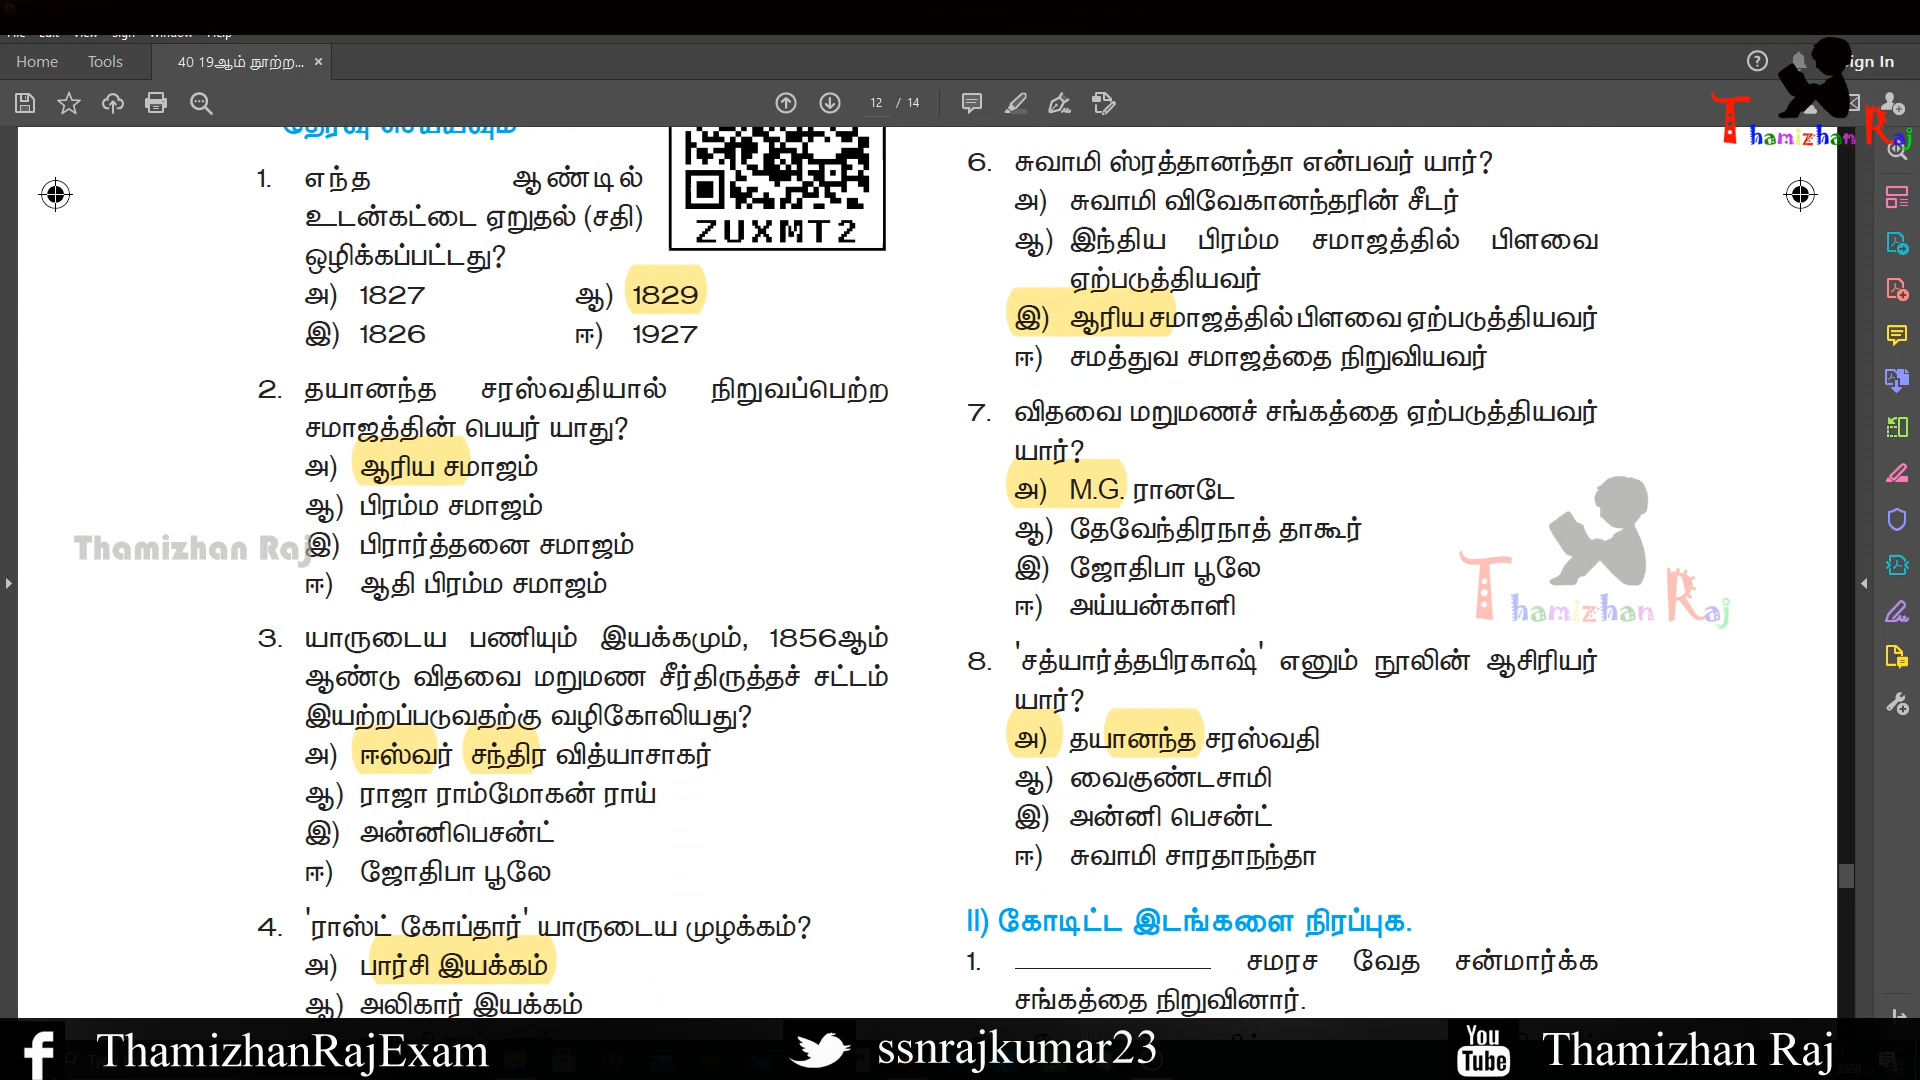 Home Tools 40 19ஆம் நூற்ற... ×
Sign In
12 / 14
Thamizhan Raj
தேர்வு செய்யவும்
1. எந்த ஆண்டில்
உடன்கட்டை ஏறுதல் (சதி)
ஒழிக்கப்பட்டது?
ZUXMT2
அ) 1827 ஆ) 1829
இ) 1826 ஈ) 1927
2. தயானந்த சரஸ்வதியால் நிறுவப்பெற்ற
சமாஜத்தின் பெயர் யாது?
அ) ஆரிய சமாஜம்
ஆ) பிரம்ம சமாஜம்
இ) பிரார்த்தனை சமாஜம்
ஈ) ஆதி பிரம்ம சமாஜம்
Thamizhan Raj
3. யாருடைய பணியும் இயக்கமும், 1856ஆம்
ஆண்டு விதவை மறுமண சீர்திருத்தச் சட்டம்
இயற்றப்படுவதற்கு வழிகோலியது?
அ) ஈஸ்வர் சந்திர வித்யாசாகர்
ஆ) ராஜா ராம்மோகன் ராய்
இ) அன்னிபெசன்ட்
ஈ) ஜோதிபா பூலே
4. 'ராஸ்ட் கோப்தார்' யாருடைய முழக்கம்?
அ) பார்சி இயக்கம்
ஆ) அலிகார் இயக்கம்
6. சுவாமி ஸ்ரத்தானந்தா என்பவர் யார்?
அ) சுவாமி விவேகானந்தரின் சீடர்
ஆ) இந்திய பிரம்ம சமாஜத்தில் பிளவை
ஏற்படுத்தியவர்
இ) ஆரிய சமாஜத்தில் பிளவை ஏற்படுத்தியவர்
ஈ) சமத்துவ சமாஜத்தை நிறுவியவர்
7. விதவை மறுமணச் சங்கத்தை ஏற்படுத்தியவர்
யார்?
அ) M.G. ரானடே
ஆ) தேவேந்திரநாத் தாகூர்
இ) ஜோதிபா பூலே
ஈ) அய்யன்காளி
Thamizhan Raj
8. 'சத்யார்த்தபிரகாஷ்' எனும் நூலின் ஆசிரியர்
யார்?
அ) தயானந்த சரஸ்வதி
ஆ) வைகுண்டசாமி
இ) அன்னி பெசன்ட்
ஈ) சுவாமி சாரதாநந்தா
II) கோடிட்ட இடங்களை நிரப்புக.
1. ____________ சமரச வேத சன்மார்க்க
சங்கத்தை நிறுவினார்.
ThamizhanRajExam ssnrajkumar23 You Tube Thamizhan Raj